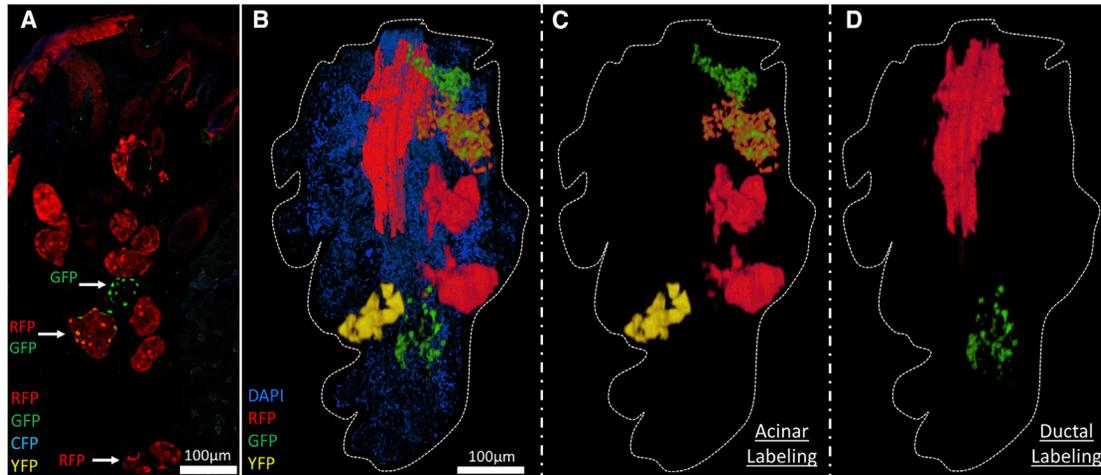 A
GFP
RFP
GFP
RFP
GFP
CFP
YFP
RFP
100µm
B
DAPI
RFP
GFP
YFP
100µm
C
Acinar
Labeling
D
Ductal
Labeling